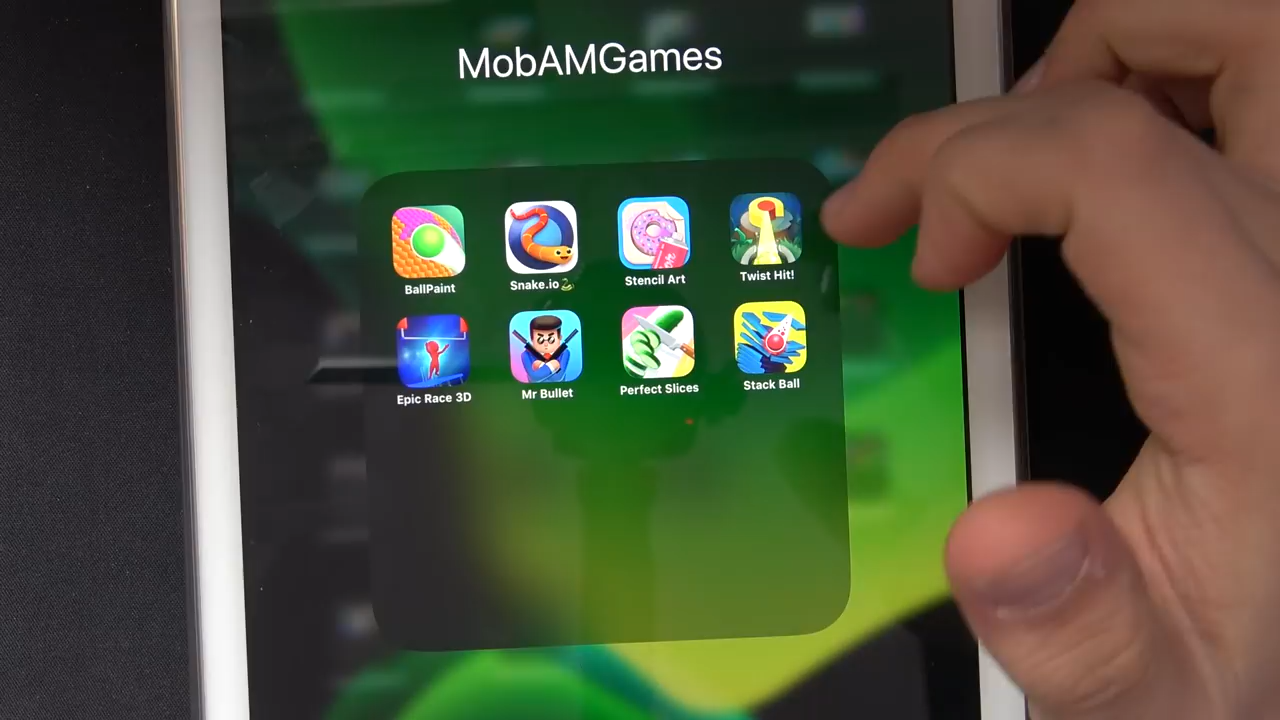 MobAMGames
BallPaint
Snake.io🐍
Stencil Art
Twist Hit!
Epic Race 3D
Mr Bullet
Perfect Slices
Stack Ball